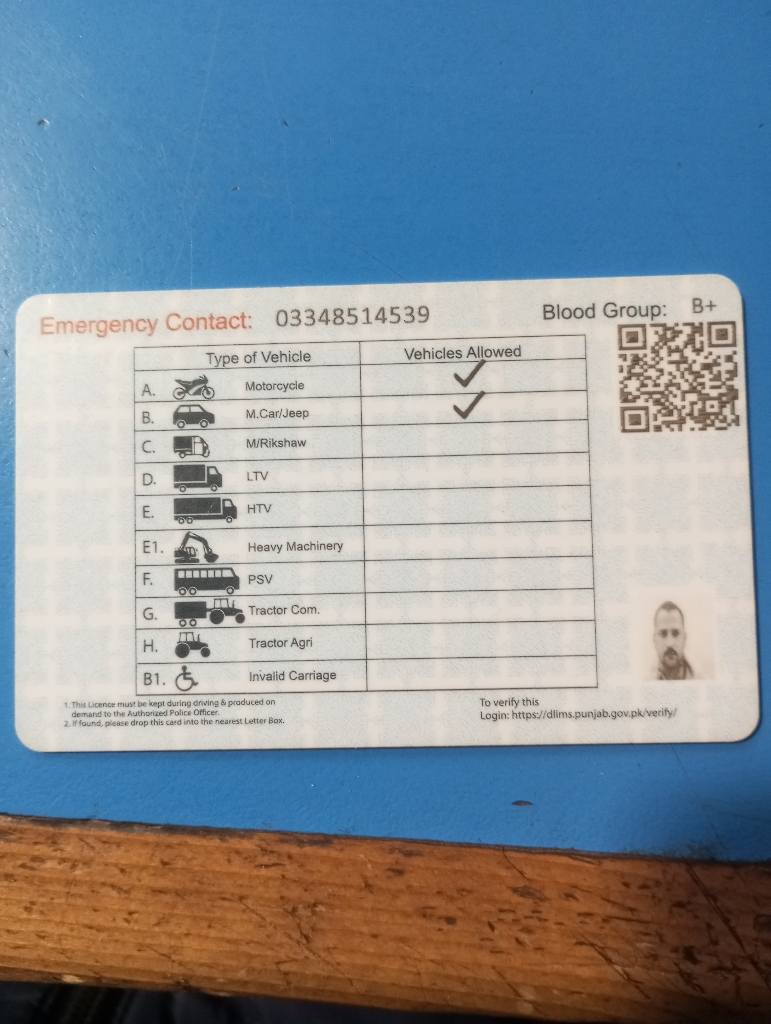 Emergency Contact: 03348514539 Blood Group: B+
Type of Vehicle Vehicles Allowed
A. Motorcycle
B. M.Car/Jeep
C. M/Rikshaw
D. LTV
E. HTV
E1. Heavy Machinery
F. PSV
G. Tractor Com.
H. Tractor Agri
B1. Invalid Carriage
1. This Licence must be kept during driving & produced on
demand to the Authorized Police Officer.
2. If found, please drop this card into the nearest Letter Box.
To verify this
Login: https://dlims.punjab.gov.pk/verify/